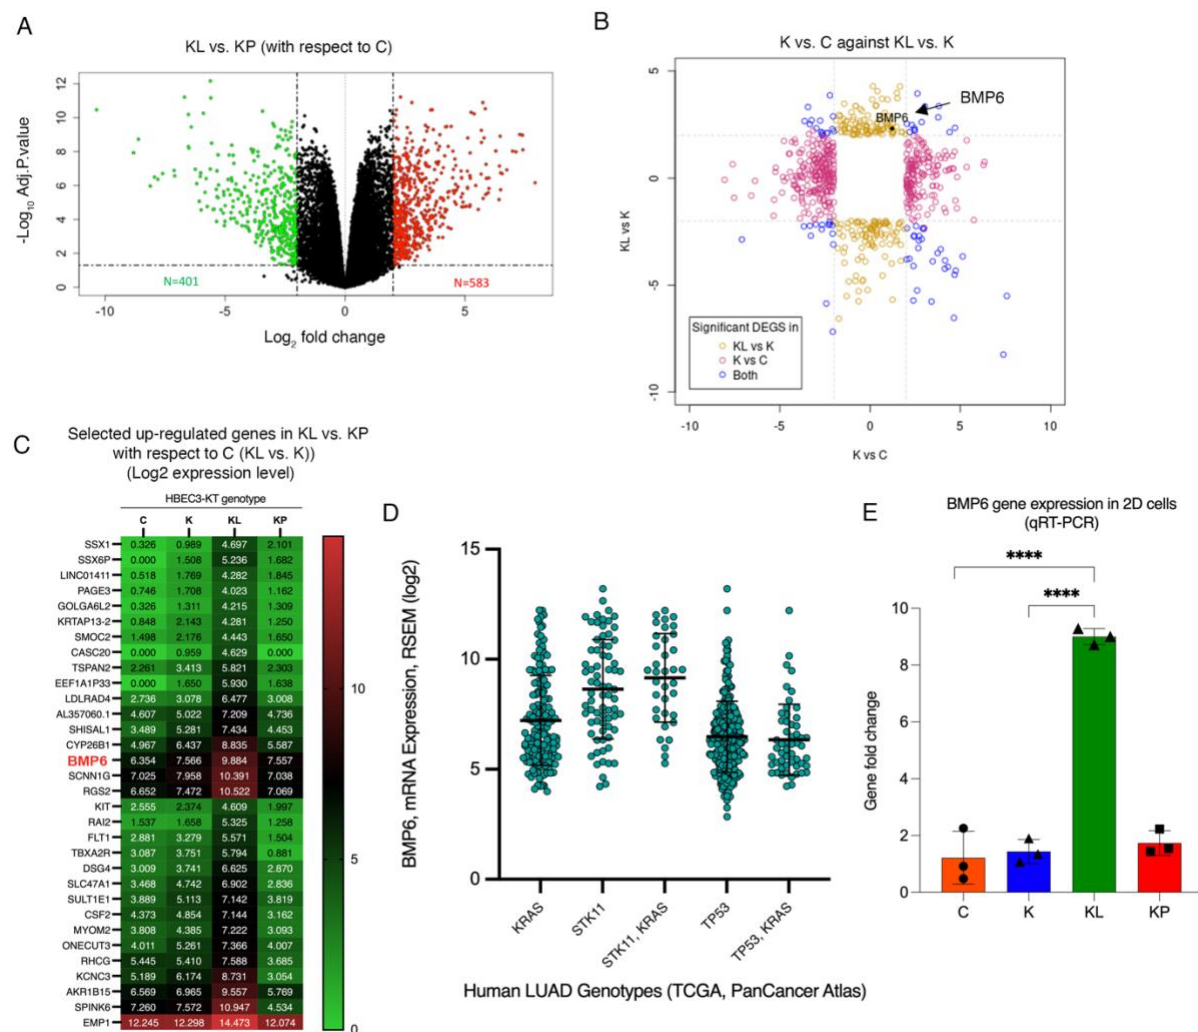 A
KL vs. KP (with respect to C)
-Log10 Adj.P.value
12
10
8
6
4
2
0
N=401
N=583
-10
-5
0
5
Log2 fold change
B
K vs. C against KL vs. K
KL vs K
5
0
-5
-10
BMP6
BMP6
Significant DEGS in
KL vs K
K vs C
Both
-10
-5
0
5
10
K vs C
C
Selected up-regulated genes in KL vs. KP
with respect to C (KL vs. K))
(Log2 expression level)
HBEC3-KT genotype
C K KL KP
SSX1 0.326 0.989 4.697 2.101
SSX6P 0.000 1.508 5.236 1.682
LINC01411 0.518 1.769 4.282 1.845
PAGE3 0.746 1.708 4.023 1.162
GOLGA6L2 0.326 1.311 4.215 1.309
KRTAP13-2 0.848 2.143 4.281 1.250
SMOC2 1.498 2.176 4.443 1.650
CASC20 0.000 0.959 4.629 0.000
TSPAN2 2.261 3.413 5.821 2.303
EEF1A1P33 0.000 1.650 5.930 1.638
LDLRAD4 2.736 3.078 6.477 3.008
AL357060.1 4.607 5.022 7.209 4.736
SHISAL1 3.489 5.281 7.434 4.453
CYP26B1 4.967 6.437 8.835 5.587
BMP6 6.354 7.566 9.884 7.557
SCNN1G 7.025 7.958 10.391 7.038
RGS2 6.652 7.472 10.522 7.069
KIT 2.555 2.374 4.609 1.997
RAI2 1.537 1.658 5.325 1.258
FLT1 2.881 3.279 5.571 1.504
TBXA2R 3.087 3.751 5.794 0.881
DSG4 3.009 3.741 6.625 2.870
SLC47A1 3.468 4.742 6.902 2.836
SULT1E1 3.889 5.113 7.142 3.819
CSF2 4.373 4.854 7.144 3.162
MYOM2 3.808 4.385 7.222 3.093
ONECUT3 4.011 5.261 7.366 4.007
RHCG 5.445 5.410 7.588 3.685
KCNC3 5.189 6.174 8.731 3.054
AKR1B15 6.569 6.965 9.557 5.769
SPINK6 7.260 7.572 10.947 4.534
EMP1 12.245 12.298 14.473 12.074
10
5
0
D
BMP6, mRNA Expression, RSEM (log2)
15
10
5
0
KRAS
STK11
STK11, KRAS
TP53
TP53, KRAS
Human LUAD Genotypes (TCGA, PanCancer Atlas)
E
BMP6 gene expression in 2D cells
(qRT-PCR)
****
****
Gene fold change
10
8
6
4
2
0
C
K
KL
KP